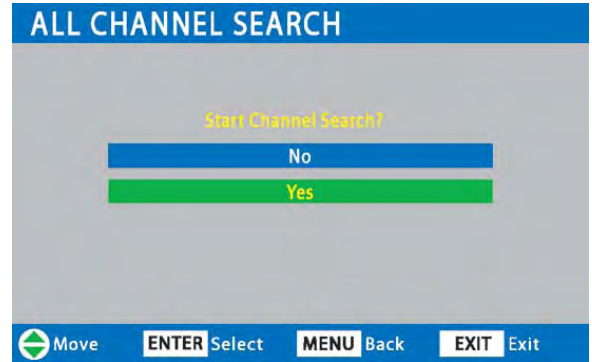 ALL CHANNEL SEARCH
Start Channel Search?
No
Yes
Move ENTER Select MENU Back EXIT Exit